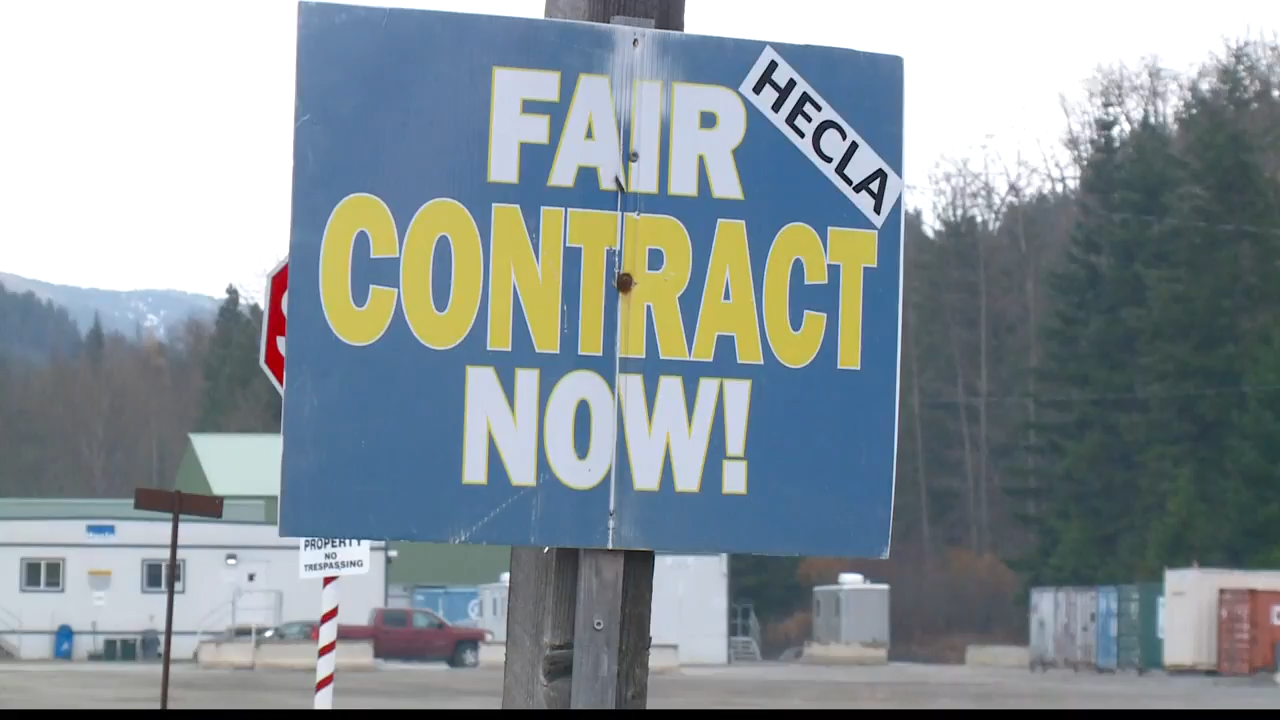 FAIR
HECLA
CONTRACT
NOW!
PROPERTY
NO
TRESPASSING